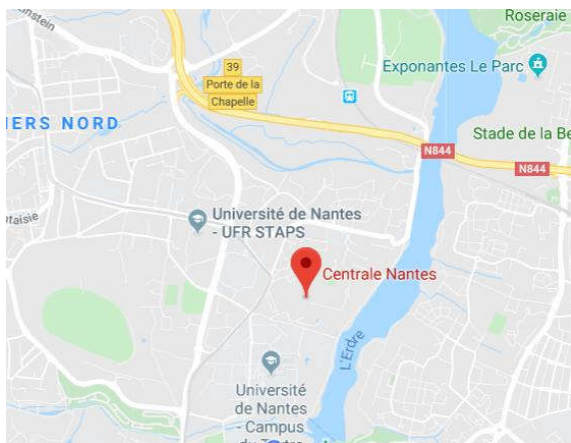 Roseraie
Exponantes Le Parc
39
Porte de la
Chapelle
IERS NORD
Stade de la Be
N844
N844
Université de Nantes
- UFR STAPS
Centrale Nantes
L'Erdre
Université
de Nantes
- Campus